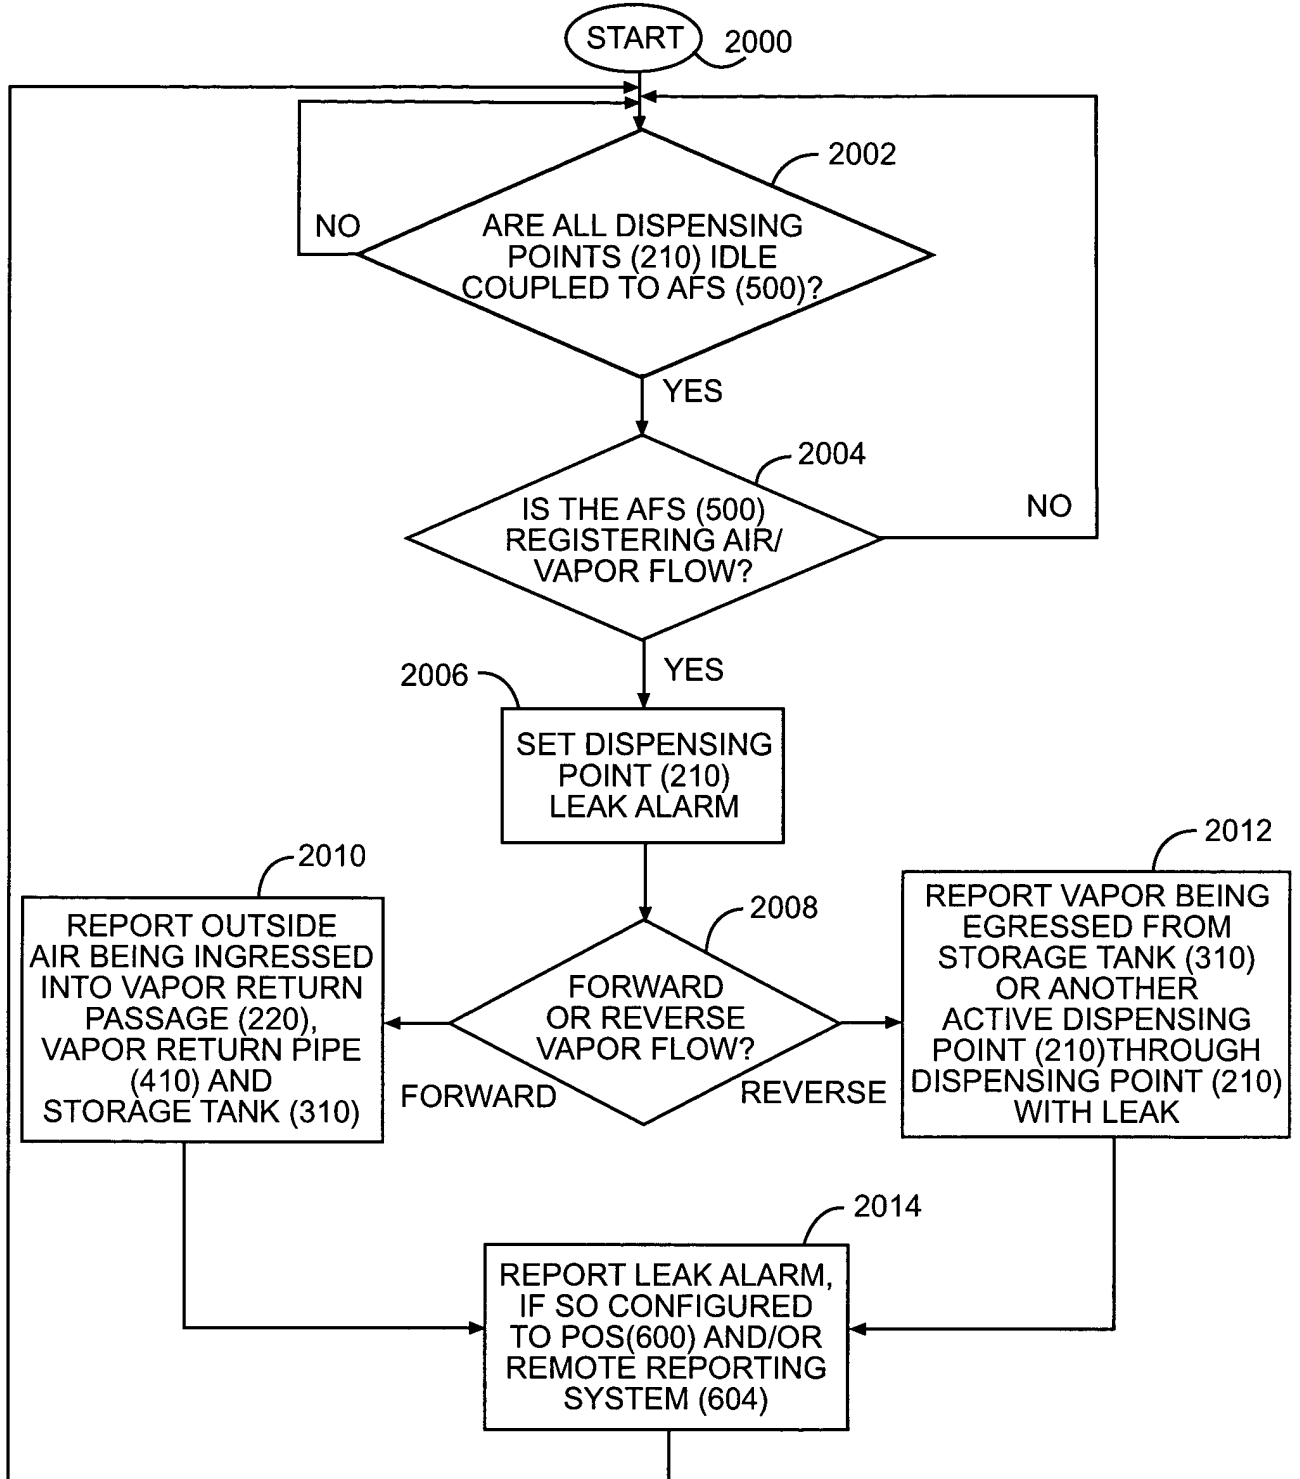 START
2000
2002
NO
ARE ALL DISPENSING
POINTS (210) IDLE
COUPLED TO AFS (500)?
YES
2004
IS THE AFS (500)
REGISTERING AIR/
VAPOR FLOW?
NO
YES
2006
SET DISPENSING
POINT (210)
LEAK ALARM
2010
REPORT OUTSIDE
AIR BEING INGRESSED
INTO VAPOR RETURN
PASSAGE (220),
VAPOR RETURN PIPE
(410) AND
STORAGE TANK (310)
2008
FORWARD
OR REVERSE
VAPOR FLOW?
FORWARD
REVERSE
2012
REPORT VAPOR BEING
EGRESSED FROM
STORAGE TANK (310)
OR ANOTHER
ACTIVE DISPENSING
POINT (210)THROUGH
DISPENSING POINT (210)
WITH LEAK
2014
REPORT LEAK ALARM,
IF SO CONFIGURED
TO POS(600) AND/OR
REMOTE REPORTING
SYSTEM (604)